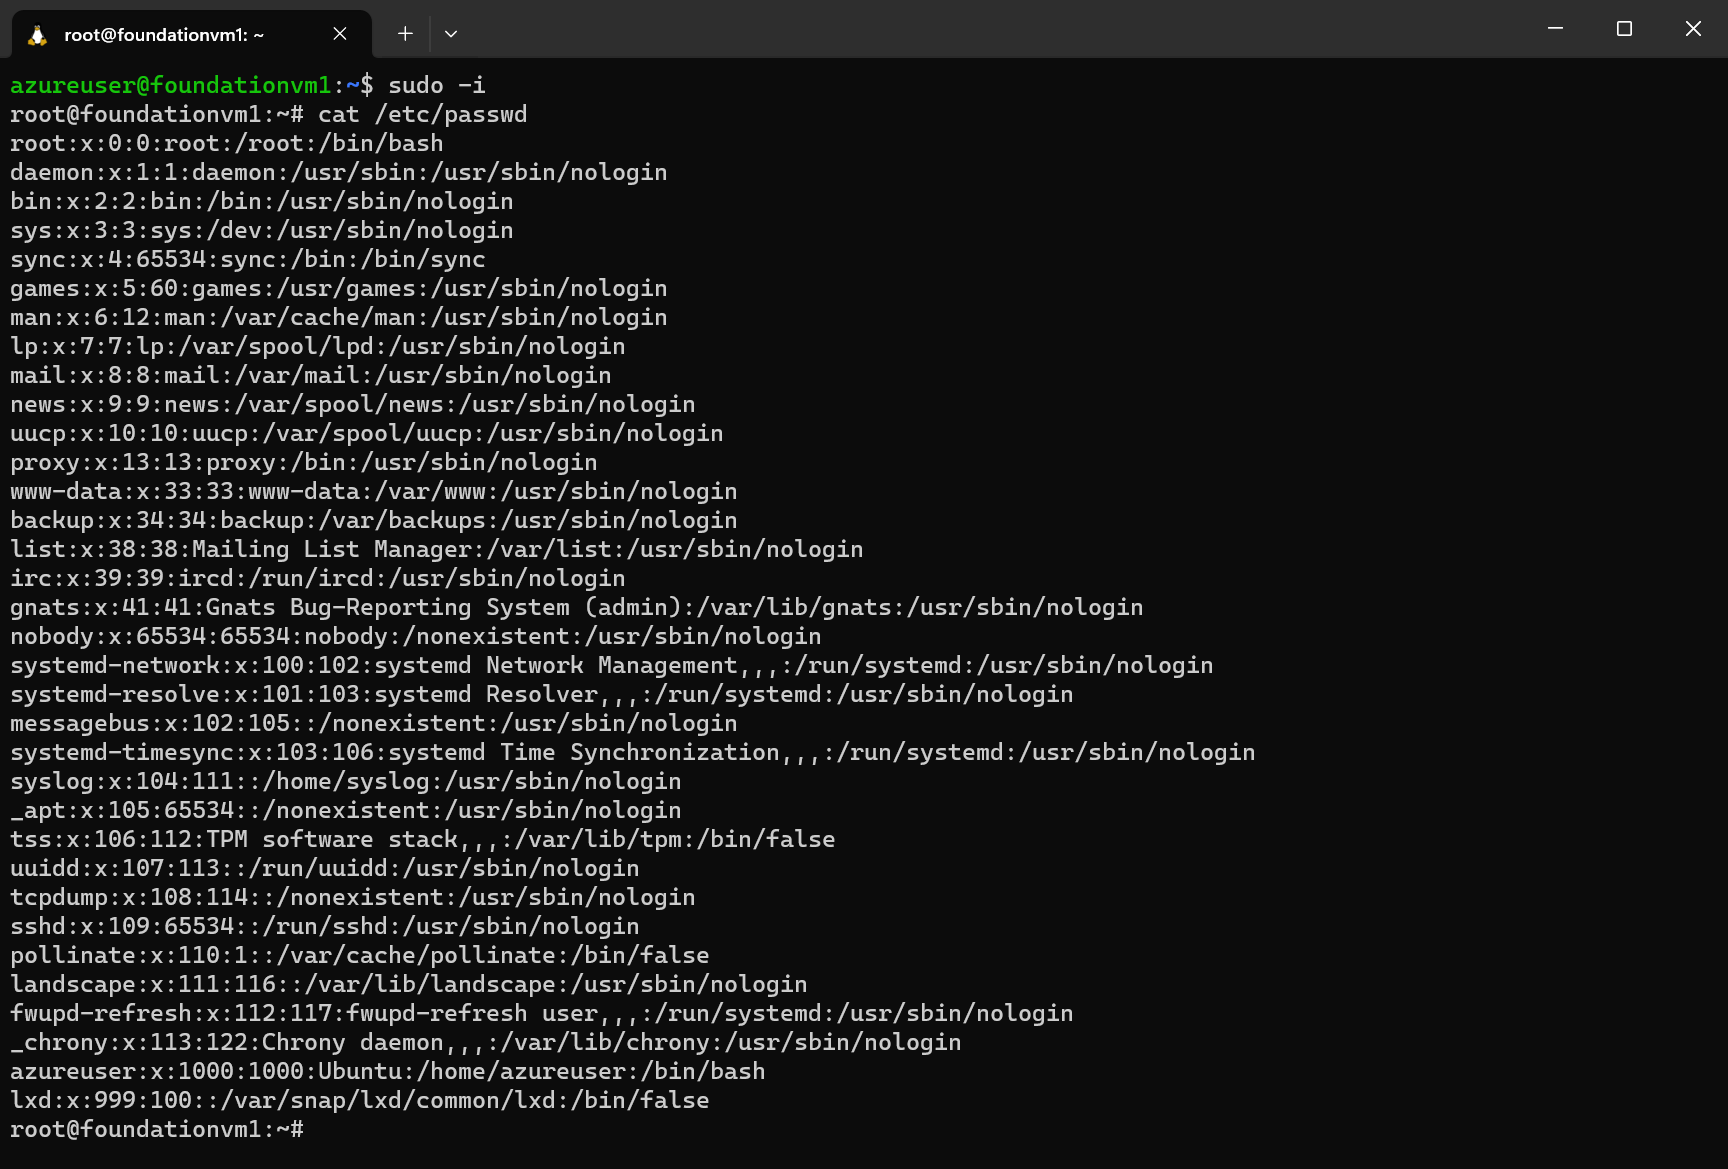 root@foundationvm1: ~
azureuser@foundationvm1:~$ sudo -i
root@foundationvm1:~# cat /etc/passwd
root:x:0:0:root:/root:/bin/bash
daemon:x:1:1:daemon:/usr/sbin:/usr/sbin/nologin
bin:x:2:2:bin:/bin:/usr/sbin/nologin
sys:x:3:3:sys:/dev:/usr/sbin/nologin
sync:x:4:65534:sync:/bin:/bin/sync
games:x:5:60:games:/usr/games:/usr/sbin/nologin
man:x:6:12:man:/var/cache/man:/usr/sbin/nologin
lp:x:7:7:lp:/var/spool/lpd:/usr/sbin/nologin
mail:x:8:8:mail:/var/mail:/usr/sbin/nologin
news:x:9:9:news:/var/spool/news:/usr/sbin/nologin
uucp:x:10:10:uucp:/var/spool/uucp:/usr/sbin/nologin
proxy:x:13:13:proxy:/bin:/usr/sbin/nologin
www-data:x:33:33:www-data:/var/www:/usr/sbin/nologin
backup:x:34:34:backup:/var/backups:/usr/sbin/nologin
list:x:38:38:Mailing List Manager:/var/list:/usr/sbin/nologin
irc:x:39:39:ircd:/run/ircd:/usr/sbin/nologin
gnats:x:41:41:Gnats Bug-Reporting System (admin):/var/lib/gnats:/usr/sbin/nologin
nobody:x:65534:65534:nobody:/nonexistent:/usr/sbin/nologin
systemd-network:x:100:102:systemd Network Management,,,:/run/systemd:/usr/sbin/nologin
systemd-resolve:x:101:103:systemd Resolver,,,:/run/systemd:/usr/sbin/nologin
messagebus:x:102:105::/nonexistent:/usr/sbin/nologin
systemd-timesync:x:103:106:systemd Time Synchronization,,,:/run/systemd:/usr/sbin/nologin
syslog:x:104:111::/home/syslog:/usr/sbin/nologin
_apt:x:105:65534::/nonexistent:/usr/sbin/nologin
tss:x:106:112:TPM software stack,,,:/var/lib/tpm:/bin/false
uuidd:x:107:113::/run/uuidd:/usr/sbin/nologin
tcpdump:x:108:114::/nonexistent:/usr/sbin/nologin
sshd:x:109:65534::/run/sshd:/usr/sbin/nologin
pollinate:x:110:1::/var/cache/pollinate:/bin/false
landscape:x:111:116::/var/lib/landscape:/usr/sbin/nologin
fwupd-refresh:x:112:117:fwupd-refresh user,,,:/run/systemd:/usr/sbin/nologin
_chrony:x:113:122:Chrony daemon,,,:/var/lib/chrony:/usr/sbin/nologin
azureuser:x:1000:1000:Ubuntu:/home/azureuser:/bin/bash
lxd:x:999:100::/var/snap/lxd/common/lxd:/bin/false
root@foundationvm1:~#